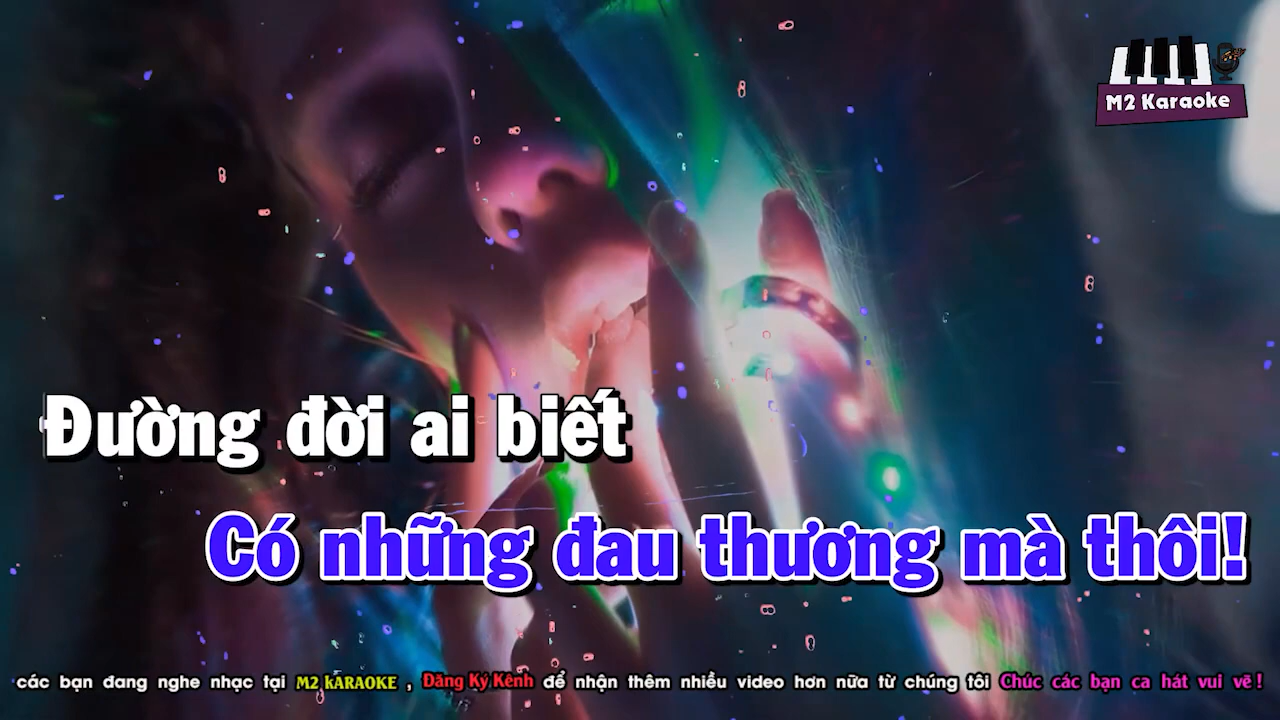 M2 Karaoke
Đường đời ai biết
Có những đau thương mà thôi!
các bạn đang nghe nhạc tại M2 KARAOKE , Đăng Ký Kênh để nhận thêm nhiều video hơn nữa từ chúng tôi Chúc các bạn ca hát vui vẽ !